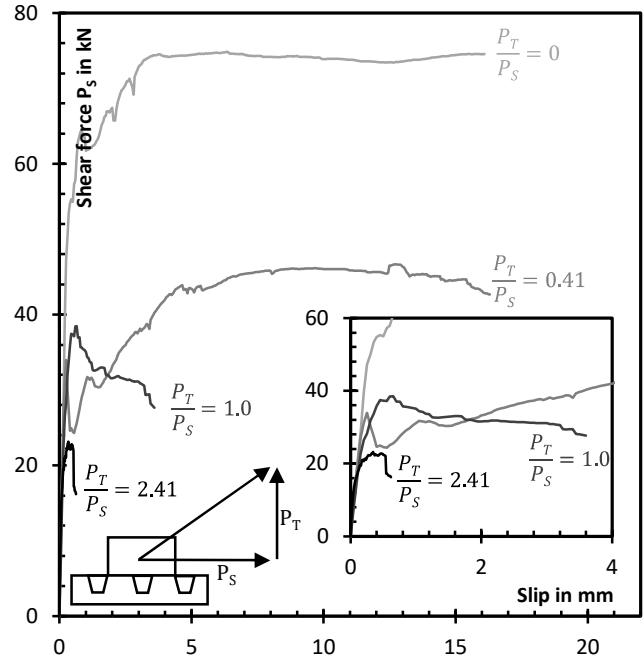 80
60
40
20
0
Shear force P_S in kN
P_T/P_S = 0
P_T/P_S = 0.41
P_T/P_S = 1.0
P_T/P_S = 2.41
P_T
P_S
60
40
20
0
P_T/P_S = 1.0
P_T/P_S = 2.41
0 2 4
Slip in mm
0 5 10 15 20